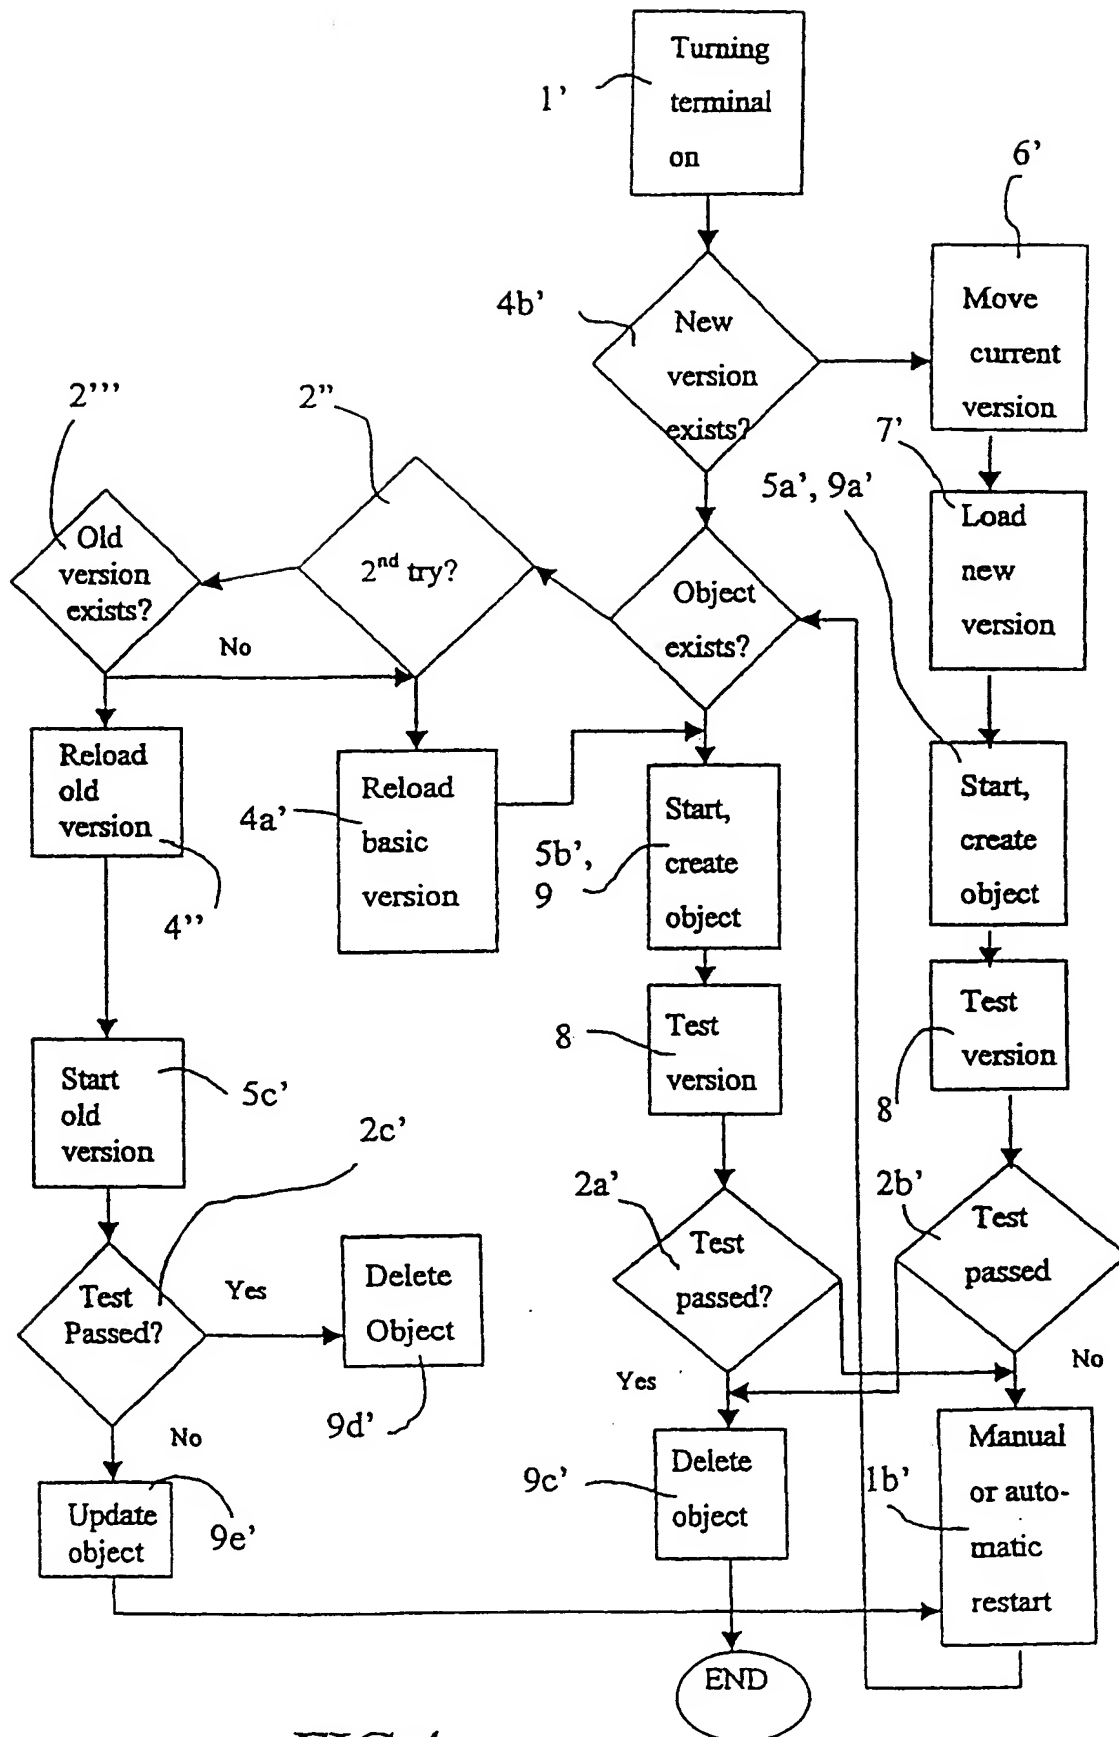 Turning
terminal
on
1’
6’
Move
current
version
4b’
New
version
exists?
2’’’
2’’
7’
5a’, 9a’
Load
new
version
Old
version
exists?
2nd try?
Object
exists?
No
Reload
old
version
4’’
4a’
Reload
basic
version
5b’,
9
Start,
create
object
Start,
create
object
8
Test
version
Test
version
8
Start
old
version
5c’
2c’
2a’
2b’
Test
passed?
Test
passed
Test
Passed?
Yes
Delete
Object
9d’
No
Yes
No
9c’
Delete
object
1b’
Manual
or auto-
matic
restart
Update
object
9e’
END